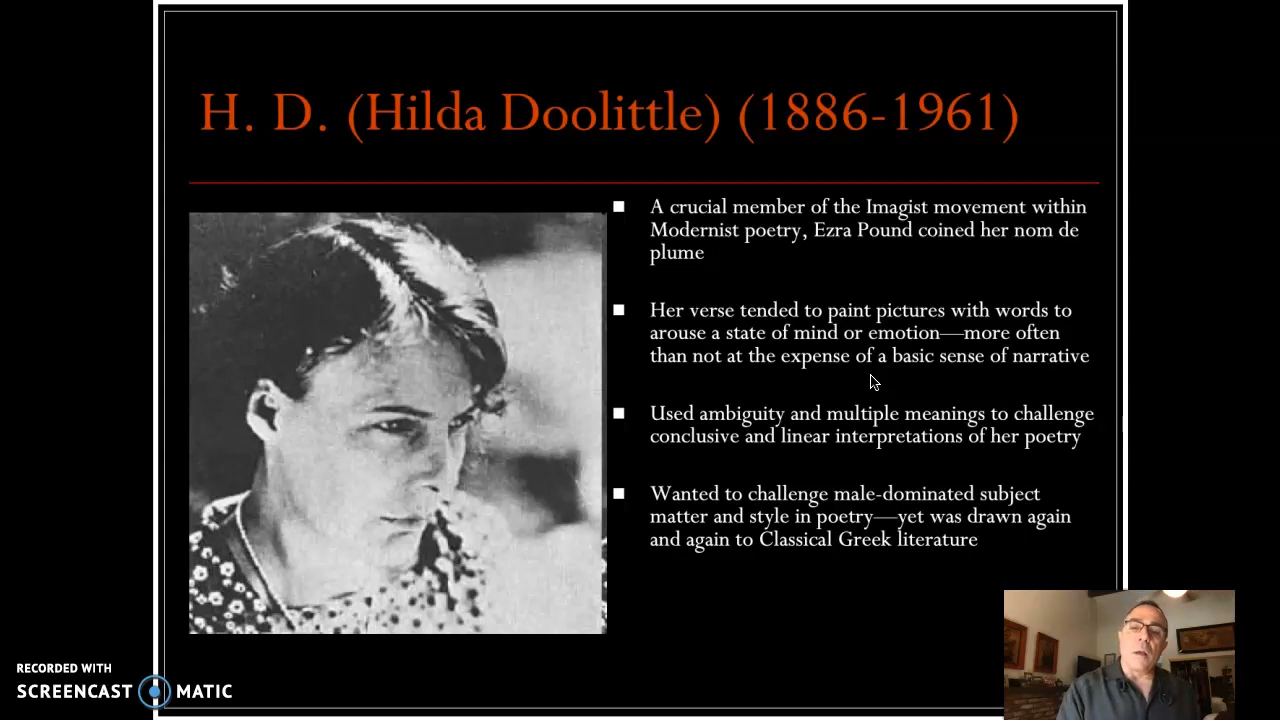 H. D. (Hilda Doolittle) (1886-1961)
A crucial member of the Imagist movement within
Modernist poetry, Ezra Pound coined her nom de
plume
Her verse tended to paint pictures with words to
arouse a state of mind or emotion—more often
than not at the expense of a basic sense of narrative
Used ambiguity and multiple meanings to challenge
conclusive and linear interpretations of her poetry
Wanted to challenge male-dominated subject
matter and style in poetry—yet was drawn again
and again to Classical Greek literature
RECORDED WITH
SCREENCAST MATIC